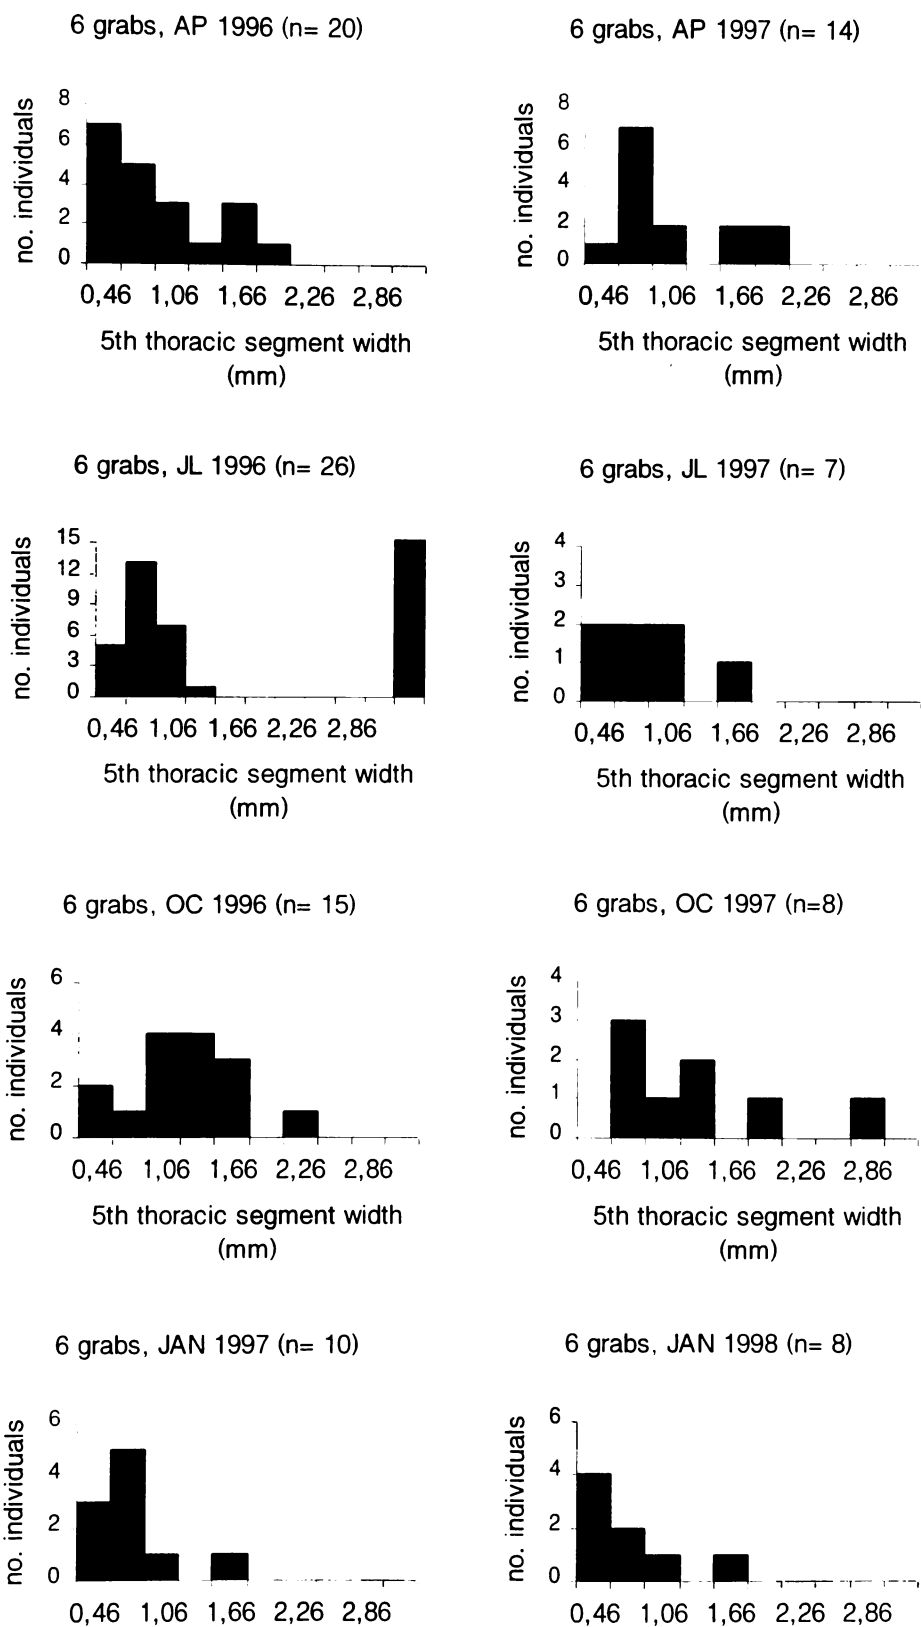 6 grabs, AP 1996 (n= 20)
no. individuals
8
6
4
2
0
0,46 1,06 1,66 2,26 2,86
5th thoracic segment width
(mm)
6 grabs, AP 1997 (n= 14)
no. individuals
8
6
4
2
0
0,46 1,06 1,66 2,26 2,86
5th thoracic segment width
(mm)
6 grabs, JL 1996 (n= 26)
no. individuals
15
12
9
6
3
0
0,46 1,06 1,66 2,26 2,86
5th thoracic segment width
(mm)
6 grabs, JL 1997 (n= 7)
no. individuals
4
3
2
1
0
0,46 1,06 1,66 2,26 2,86
5th thoracic segment width
(mm)
6 grabs, OC 1996 (n= 15)
no. individuals
6
4
2
0
0,46 1,06 1,66 2,26 2,86
5th thoracic segment width
(mm)
6 grabs, OC 1997 (n=8)
no. individuals
4
3
2
1
0
0,46 1,06 1,66 2,26 2,86
5th thoracic segment width
(mm)
6 grabs, JAN 1997 (n= 10)
no. individuals
6
4
2
0
0,46 1,06 1,66 2,26 2,86
6 grabs, JAN 1998 (n= 8)
no. individuals
6
4
2
0
0,46 1,06 1,66 2,26 2,86